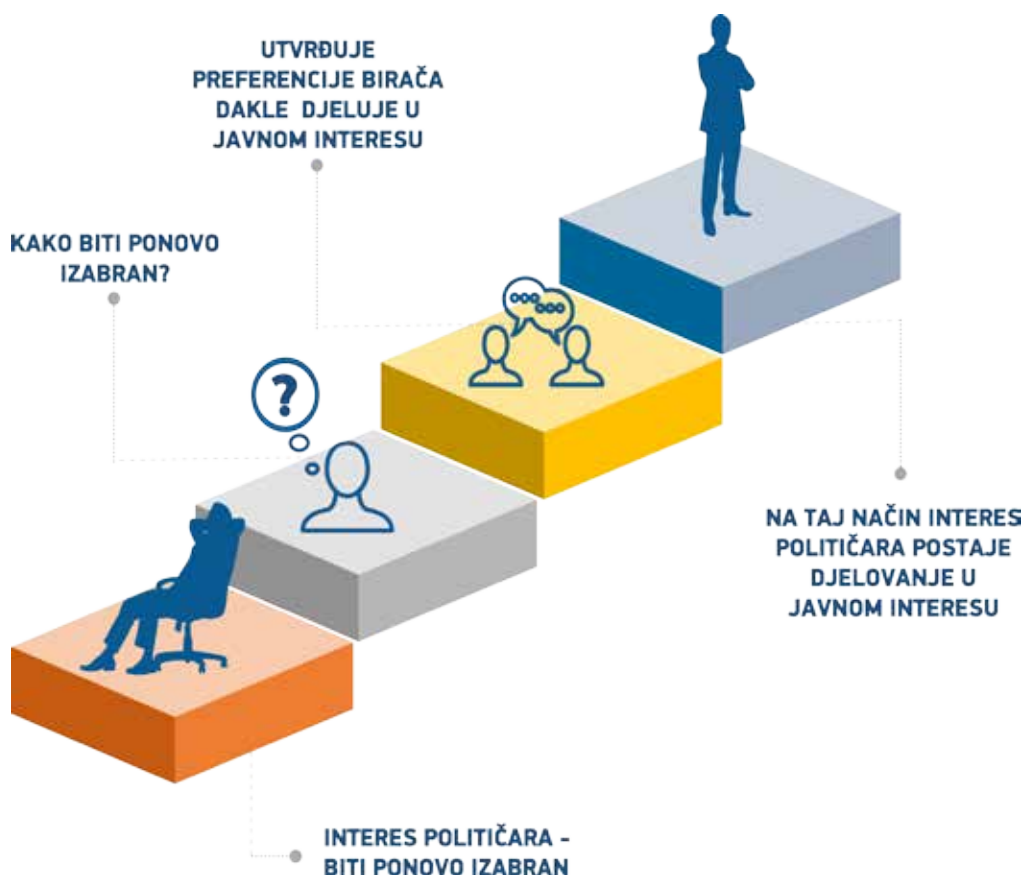 UTVRĐUJE
PREFERENCIJE BIRAČA
DAKLE DJELUJE U
JAVNOM INTERESU
KAKO BITI PONOVO
IZABRAN?
?
NA TAJ NAČIN INTERES
POLITIČARA POSTAJE
DJELOVANJE U
JAVNOM INTERESU
INTERES POLITIČARA -
BITI PONOVO IZABRAN